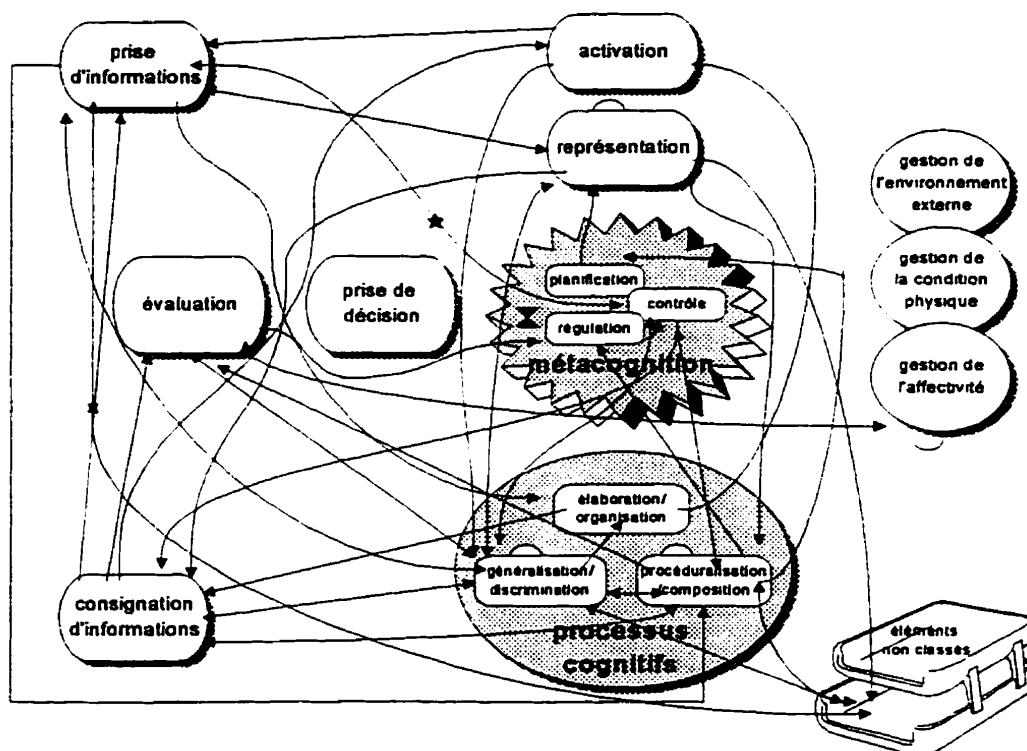 prise
d'informations
activation
représentation
gestion de
l'environnement
externe
évaluation
prise de
décision
planification
contrôle
régulation
métacognition
gestion de
la condition
physique
gestion de
l'affectivité
élaboration/
organisation
généralisation/
discrimination
procéduralisation
/composition
processus
cognitifs
consignation
d'informations
éléments
non classés